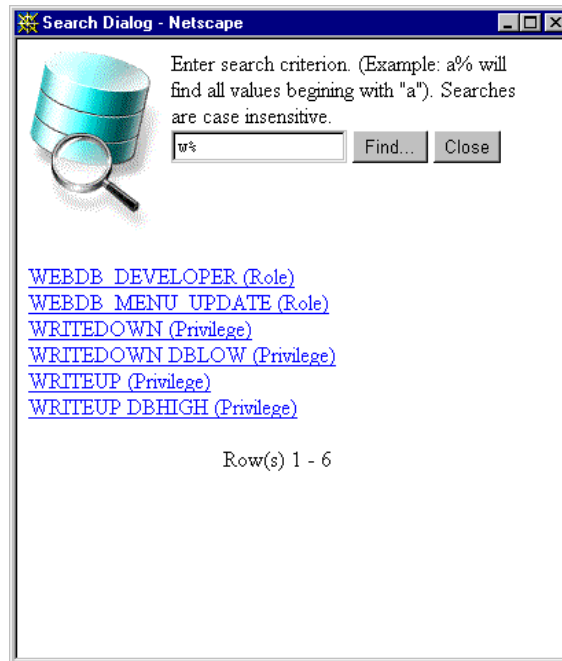 Search Dialog - Netscape
Enter search criterion. (Example: a% will
find all values begining with "a"). Searches
are case insensitive.
w% Find... Close
WEBDB_DEVELOPER (Role)
WEBDB_MENU_UPDATE (Role)
WRITEDOWN (Privilege)
WRITEDOWN DBLOW (Privilege)
WRITEUP (Privilege)
WRITEUP DBHIGH (Privilege)
Row(s) 1 - 6